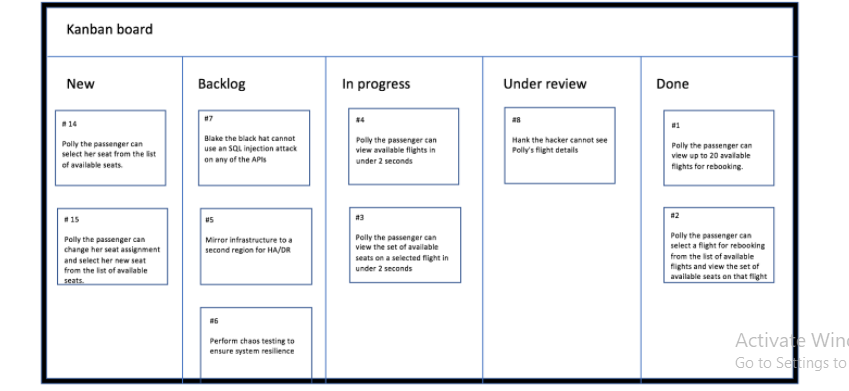 Kanban board
New
# 14
Polly the passenger can
select her seat from the list
of available seats.
# 15
Polly the passenger can
change her seat assignment
and select her new seat
from the list of available
seats.
Backlog
#7
Blake the black hat cannot
use an SQL injection attack
on any of the APIs
#5
Mirror infrastructure to a
second region for HA/DR
#6
Perform chaos testing to
ensure system resilience
In progress
#4
Polly the passenger can
view available flights in
under 2 seconds
#3
Polly the passenger can
view the set of available
seats on a selected flight in
under 2 seconds
Under review
#8
Hank the hacker cannot see
Polly's flight details
Done
#1
Polly the passenger can
view up to 20 available
flights for rebooking.
#2
Polly the passenger can
select a flight for rebooking
from the list of available
flights and view the set of
available seats on that flight
Activate Win
Go to Settings to